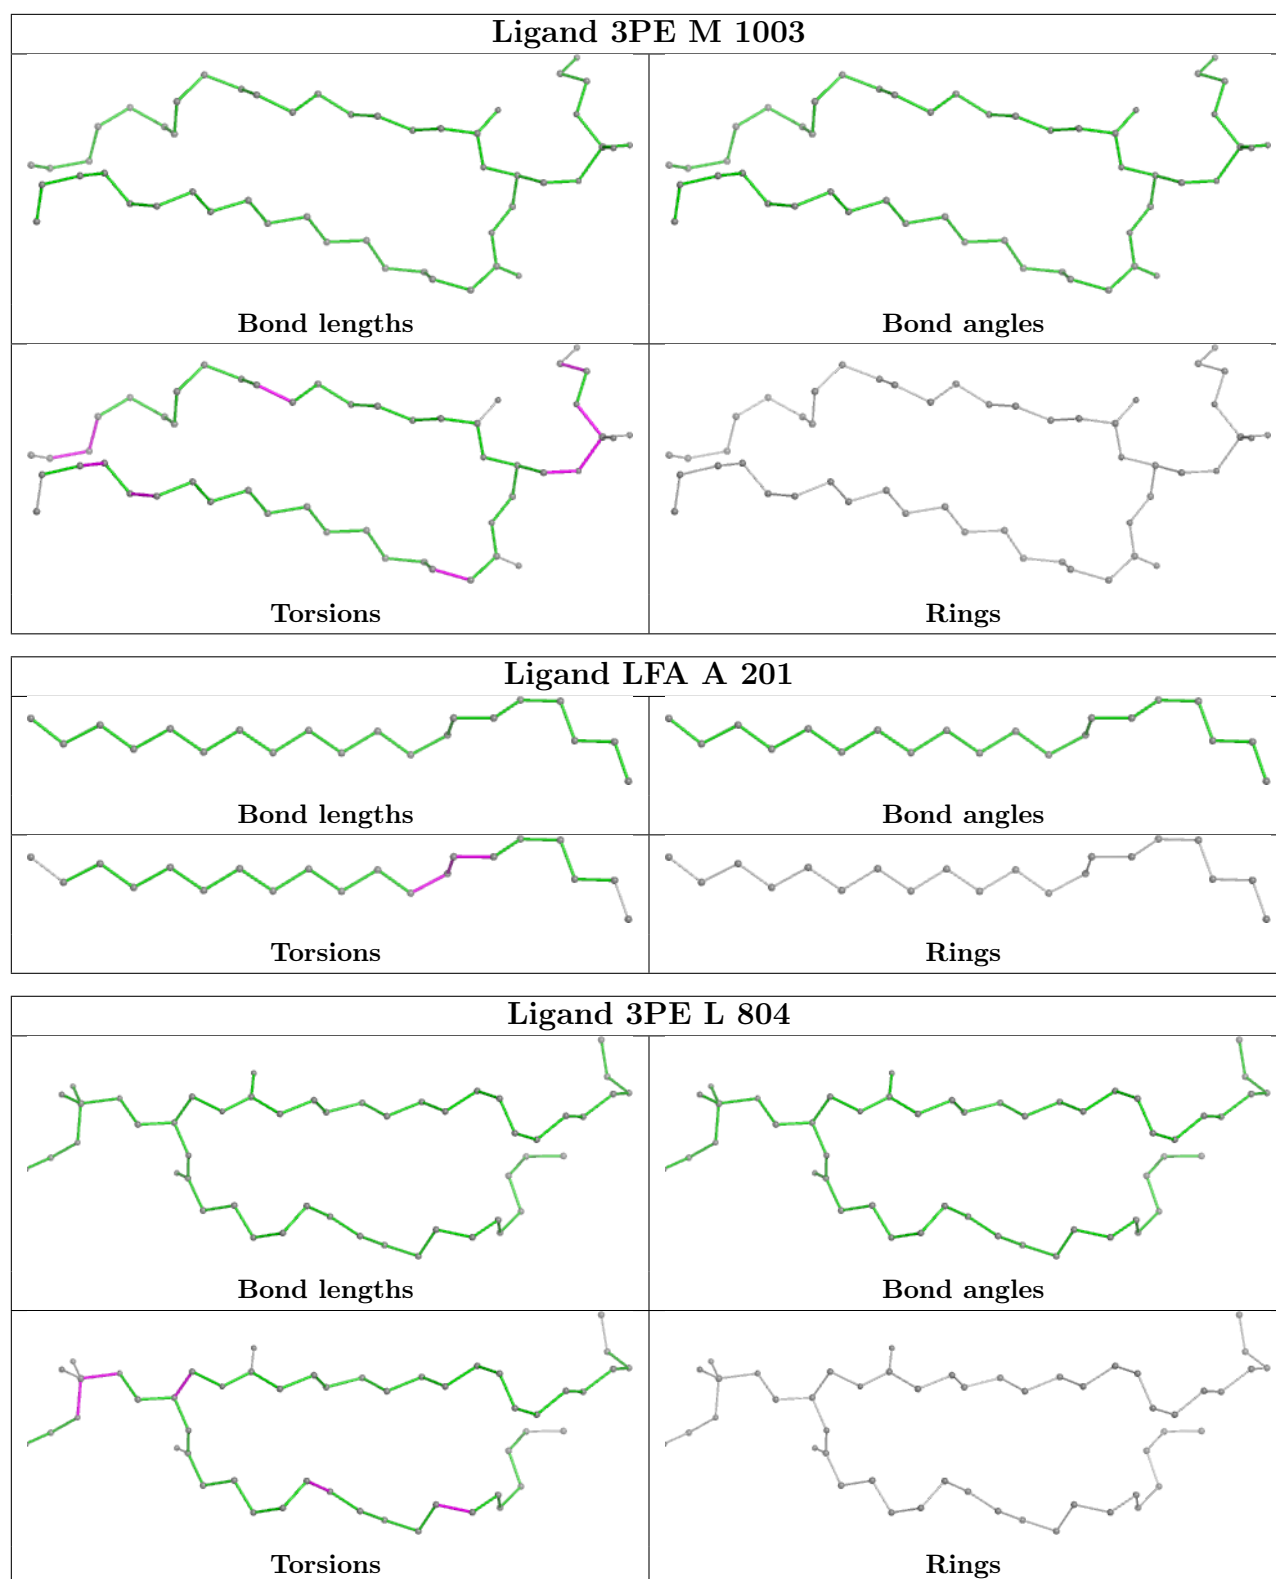 Ligand 3PE M 1003
Bond lengths
Bond angles
Torsions
Rings
Ligand LFA A 201
Bond lengths
Bond angles
Torsions
Rings
Ligand 3PE L 804
Bond lengths
Bond angles
Torsions
Rings